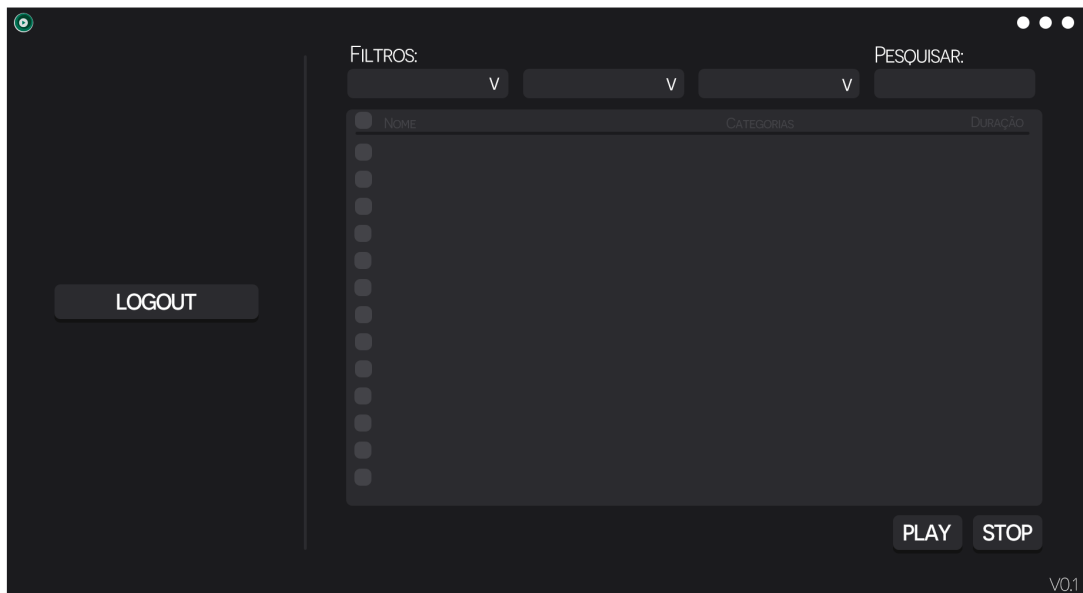 FILTROS:
PESQUISAR:
V
V
V
NOME
CATEGORIAS
DURAÇÃO
LOGOUT
PLAY
STOP
V0.1